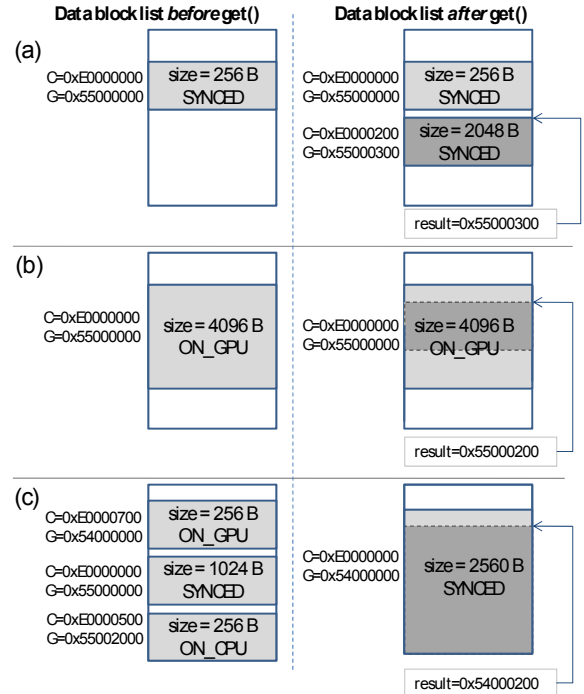 Data block list before get()
Data block list after get()
(a)
C=0xE0000000
G=0x55000000
size = 256 B
SYNCED
C=0xE0000000
G=0x55000000
size = 256 B
SYNCED
C=0xE0000200
G=0x55000300
size = 2048 B
SYNCED
result=0x55000300
(b)
C=0xE0000000
G=0x55000000
size = 4096 B
ON_GPU
C=0xE0000000
G=0x55000000
size = 4096 B
ON_GPU
result=0x55000200
(c)
C=0xE0000700
G=0x54000000
size = 256 B
ON_GPU
C=0xE0000000
G=0x55000000
size = 1024 B
SYNCED
C=0xE0000500
G=0x55002000
size = 256 B
ON_CPU
C=0xE0000000
G=0x54000000
size = 2560 B
SYNCED
result=0x54000200